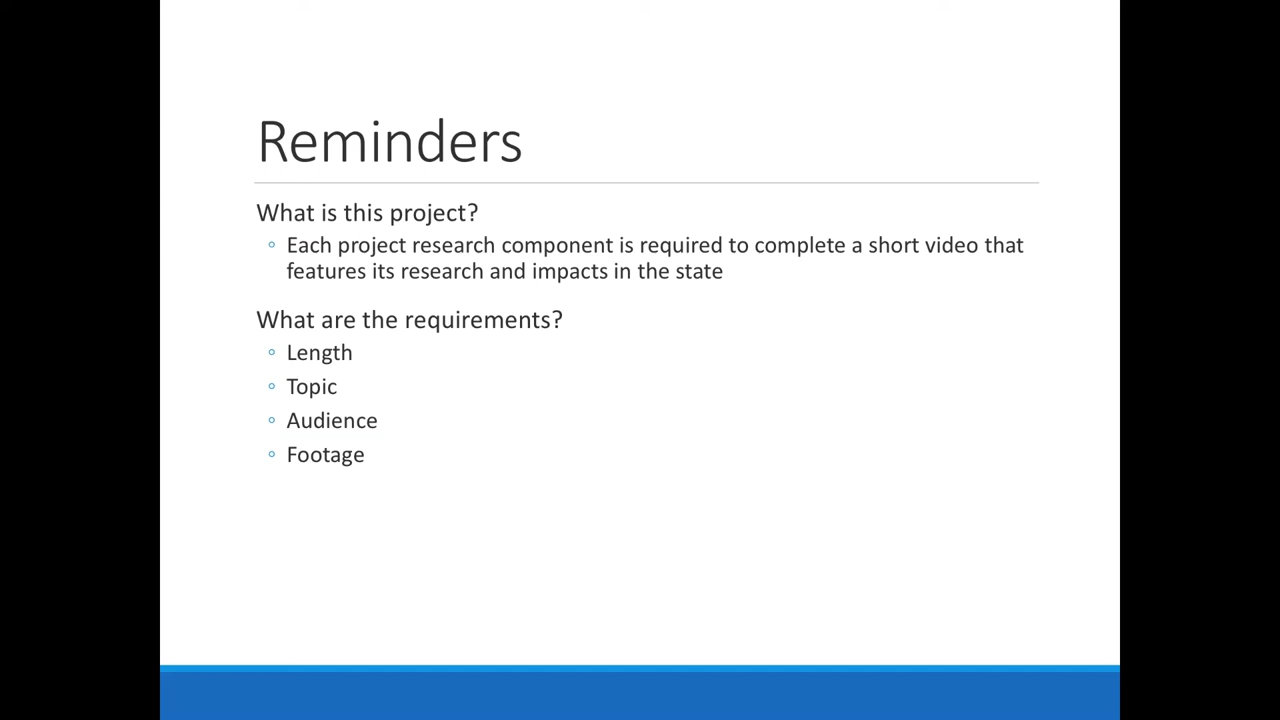 Reminders
What is this project?
◦ Each project research component is required to complete a short video that
features its research and impacts in the state
What are the requirements?
◦ Length
◦ Topic
◦ Audience
◦ Footage